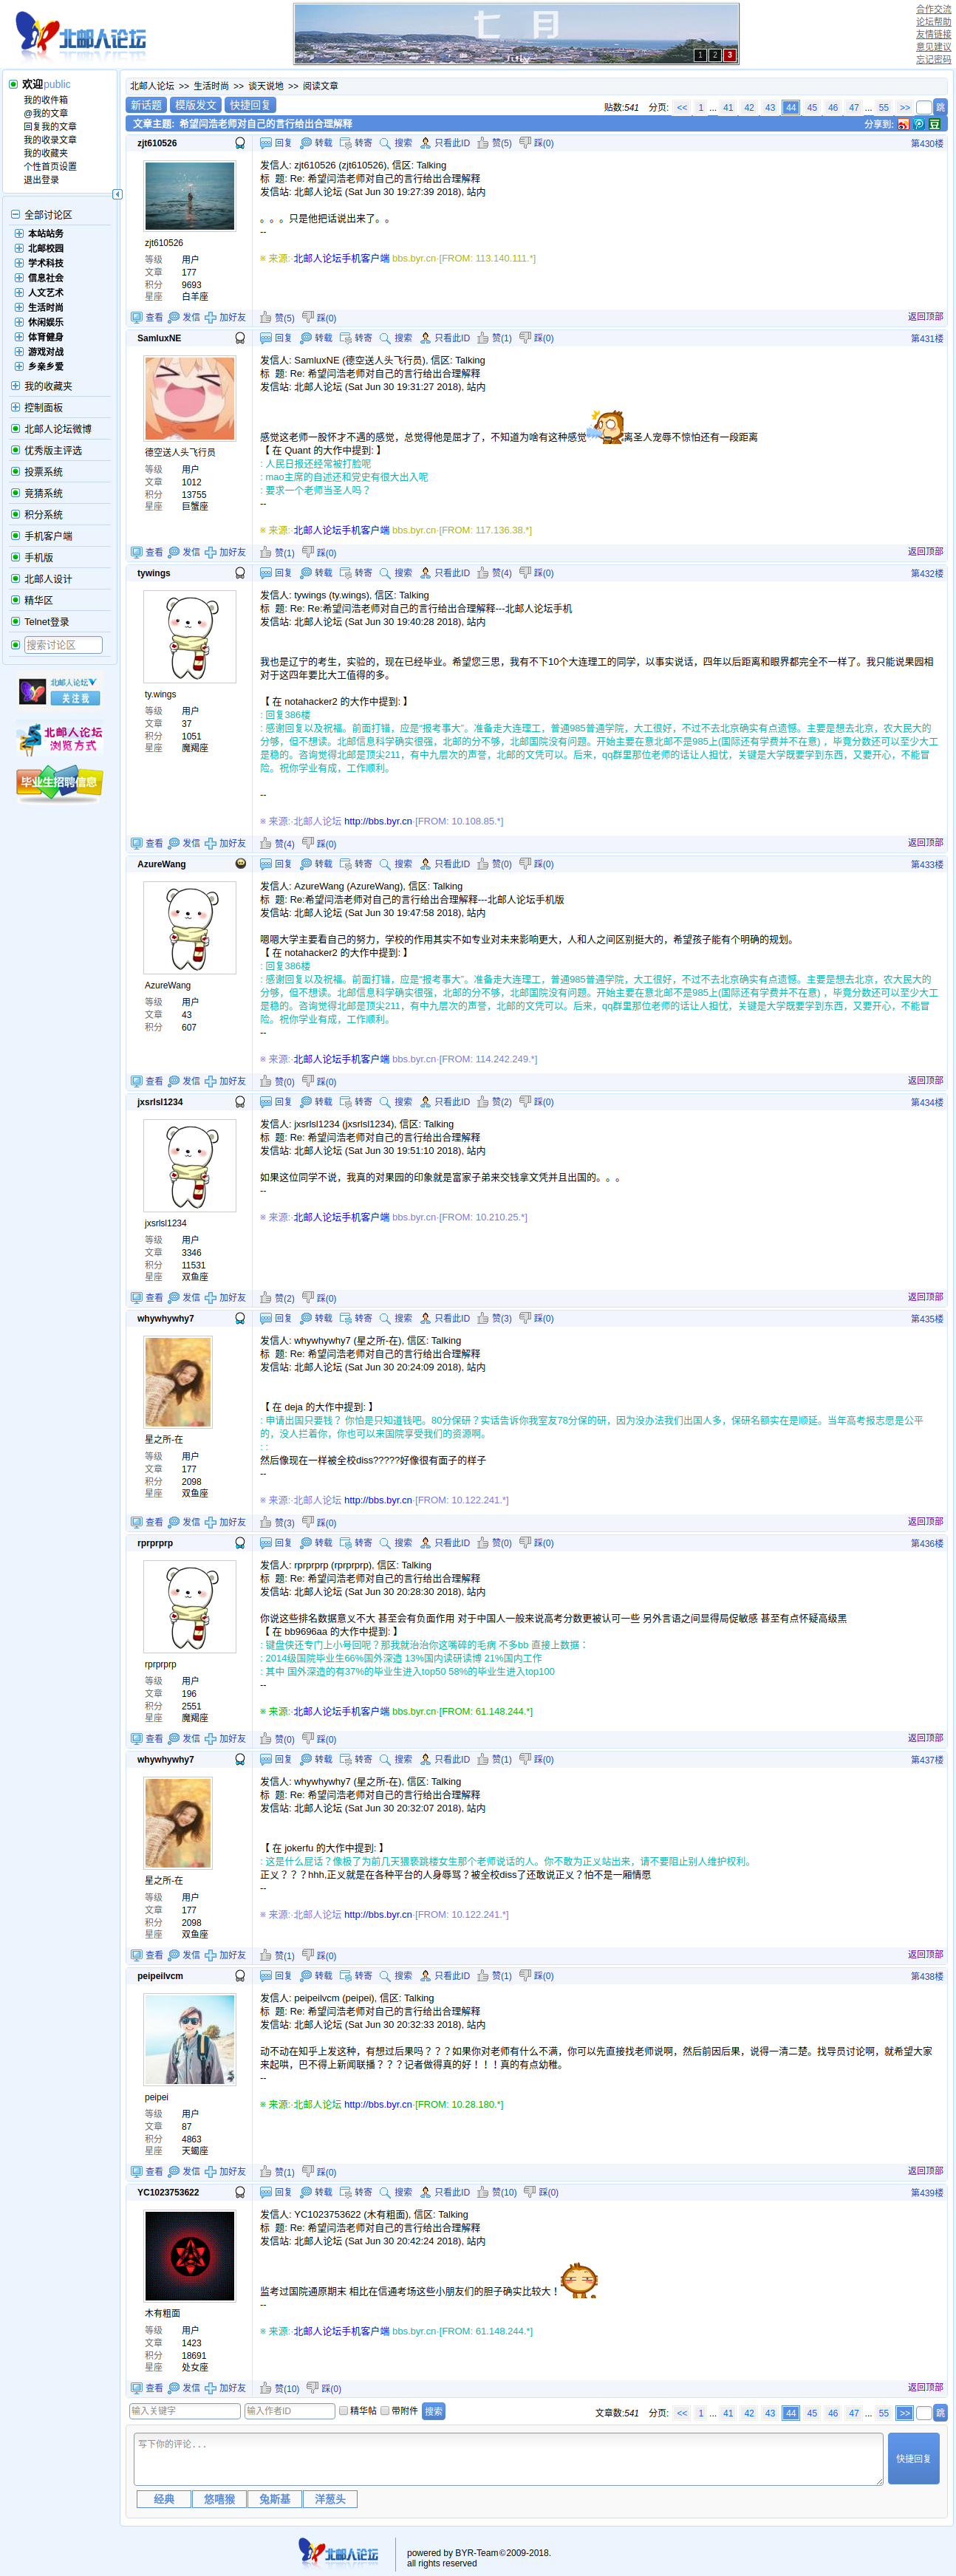 北邮人论坛
七 月
July
1 2 3
合作交流
论坛帮助
友情链接
意见建议
忘记密码
欢迎public
我的收件箱
@我的文章
回复我的文章
我的收录文章
我的收藏夹
个性首页设置
退出登录
全部讨论区
本站站务
北邮校园
学术科技
信息社会
人文艺术
生活时尚
休闲娱乐
体育健身
游戏对战
乡亲乡爱
我的收藏夹
控制面板
北邮人论坛微博
优秀版主评选
投票系统
竞猜系统
积分系统
手机客户端
手机版
北邮人设计
精华区
Telnet登录
搜索讨论区
北邮人论坛
关注我
北邮人论坛
浏览方式
毕业生招聘信息
北邮人论坛 >> 生活时尚 >> 谈天说地 >> 阅读文章
新话题 模版发文 快捷回复
贴数:541 分页: << 1 ... 41 42 43 44 45 46 47 ... 55 >> 跳
文章主题: 希望闫浩老师对自己的言行给出合理解释
分享到:
zjt610526 回复 转载 转寄 搜索 只看此ID 赞(5) 踩(0) 第430楼
发信人: zjt610526 (zjt610526), 信区: Talking
标 题: Re: 希望闫浩老师对自己的言行给出合理解释
发信站: 北邮人论坛 (Sat Jun 30 19:27:39 2018), 站内
。。。只是他把话说出来了。。
--
※ 来源:·北邮人论坛手机客户端 bbs.byr.cn·[FROM: 113.140.111.*]
zjt610526
等级 用户
文章 177
积分 9693
星座 白羊座
查看 发信 加好友 赞(5) 踩(0) 返回顶部
SamluxNE 回复 转载 转寄 搜索 只看此ID 赞(1) 踩(0) 第431楼
发信人: SamluxNE (德空送人头飞行员), 信区: Talking
标 题: Re: 希望闫浩老师对自己的言行给出合理解释
发信站: 北邮人论坛 (Sat Jun 30 19:31:27 2018), 站内
感觉这老师一股怀才不遇的感觉，总觉得他是屈才了，不知道为啥有这种感觉离圣人宠辱不惊怕还有一段距离
【 在 Quant 的大作中提到: 】
: 人民日报还经常被打脸呢
: mao主席的自述还和党史有很大出入呢
: 要求一个老师当圣人吗？
--
※ 来源:·北邮人论坛手机客户端 bbs.byr.cn·[FROM: 117.136.38.*]
德空送人头飞行员
等级 用户
文章 1012
积分 13755
星座 巨蟹座
查看 发信 加好友 赞(1) 踩(0) 返回顶部
tywings 回复 转载 转寄 搜索 只看此ID 赞(4) 踩(0) 第432楼
发信人: tywings (ty.wings), 信区: Talking
标 题: Re: Re:希望闫浩老师对自己的言行给出合理解释---北邮人论坛手机
发信站: 北邮人论坛 (Sat Jun 30 19:40:28 2018), 站内
我也是辽宁的考生，实验的，现在已经毕业。希望您三思，我有不下10个大连理工的同学，以事实说话，四年以后距离和眼界都完全不一样了。我只能说果园相
对于这四年要比大工值得的多。
【 在 notahacker2 的大作中提到: 】
: 回复386楼
: 感谢回复以及祝福。前面打错，应是“报考事大”。准备走大连理工，普通985普通学院，大工很好，不过不去北京确实有点遗憾。主要是想去北京，农大民大的
分够，但不想读。北邮信息科学确实很强，北邮的分不够，北邮国院没有问题。开始主要在意北邮不是985上(国际还有学费并不在意) ，毕竟分数还可以至少大工
是稳的。咨询觉得北邮是顶尖211，有中九层次的声誉，北邮的文凭可以。后来，qq群里那位老师的话让人担忧，关键是大学既要学到东西，又要开心，不能冒
险。祝你学业有成，工作顺利。
--
※ 来源:·北邮人论坛 http://bbs.byr.cn·[FROM: 10.108.85.*]
ty.wings
等级 用户
文章 37
积分 1051
星座 魔羯座
查看 发信 加好友 赞(4) 踩(0) 返回顶部
AzureWang 回复 转载 转寄 搜索 只看此ID 赞(0) 踩(0) 第433楼
发信人: AzureWang (AzureWang), 信区: Talking
标 题: Re:希望闫浩老师对自己的言行给出合理解释---北邮人论坛手机版
发信站: 北邮人论坛 (Sat Jun 30 19:47:58 2018), 站内
嗯嗯大学主要看自己的努力，学校的作用其实不如专业对未来影响更大，人和人之间区别挺大的，希望孩子能有个明确的规划。
【 在 notahacker2 的大作中提到: 】
: 回复386楼
: 感谢回复以及祝福。前面打错，应是“报考事大”。准备走大连理工，普通985普通学院，大工很好，不过不去北京确实有点遗憾。主要是想去北京，农大民大的
分够，但不想读。北邮信息科学确实很强，北邮的分不够，北邮国院没有问题。开始主要在意北邮不是985上(国际还有学费并不在意) ，毕竟分数还可以至少大工
是稳的。咨询觉得北邮是顶尖211，有中九层次的声誉，北邮的文凭可以。后来，qq群里那位老师的话让人担忧，关键是大学既要学到东西，又要开心，不能冒
险。祝你学业有成，工作顺利。
--
※ 来源:·北邮人论坛手机客户端 bbs.byr.cn·[FROM: 114.242.249.*]
AzureWang
等级 用户
文章 43
积分 607
查看 发信 加好友 赞(0) 踩(0) 返回顶部
jxsrlsl1234 回复 转载 转寄 搜索 只看此ID 赞(2) 踩(0) 第434楼
发信人: jxsrlsl1234 (jxsrlsl1234), 信区: Talking
标 题: Re: 希望闫浩老师对自己的言行给出合理解释
发信站: 北邮人论坛 (Sat Jun 30 19:51:10 2018), 站内
如果这位同学不说，我真的对果园的印象就是富家子弟来交钱拿文凭并且出国的。。。
--
※ 来源:·北邮人论坛手机客户端 bbs.byr.cn·[FROM: 10.210.25.*]
jxsrlsl1234
等级 用户
文章 3346
积分 11531
星座 双鱼座
查看 发信 加好友 赞(2) 踩(0) 返回顶部
whywhywhy7 回复 转载 转寄 搜索 只看此ID 赞(3) 踩(0) 第435楼
发信人: whywhywhy7 (星之所-在), 信区: Talking
标 题: Re: 希望闫浩老师对自己的言行给出合理解释
发信站: 北邮人论坛 (Sat Jun 30 20:24:09 2018), 站内
【 在 deja 的大作中提到: 】
: 申请出国只要钱？ 你怕是只知道钱吧。80分保研？实话告诉你我室友78分保的研，因为没办法我们出国人多，保研名额实在是顺延。当年高考报志愿是公平
的，没人拦着你，你也可以来国院享受我们的资源啊。
: :
然后像现在一样被全校diss?????好像很有面子的样子
--
※ 来源:·北邮人论坛 http://bbs.byr.cn·[FROM: 10.122.241.*]
星之所-在
等级 用户
文章 177
积分 2098
星座 双鱼座
查看 发信 加好友 赞(3) 踩(0) 返回顶部
rprprprp 回复 转载 转寄 搜索 只看此ID 赞(0) 踩(0) 第436楼
发信人: rprprprp (rprprprp), 信区: Talking
标 题: Re: 希望闫浩老师对自己的言行给出合理解释
发信站: 北邮人论坛 (Sat Jun 30 20:28:30 2018), 站内
你说这些排名数据意义不大 甚至会有负面作用 对于中国人一般来说高考分数更被认可一些 另外言语之间显得局促敏感 甚至有点怀疑高级黑
【 在 bb9696aa 的大作中提到: 】
: 键盘侠还专门上小号回呢？那我就治治你这嘴碎的毛病 不多bb 直接上数据：
: 2014级国院毕业生66%国外深造 13%国内读研读博 21%国内工作
: 其中 国外深造的有37%的毕业生进入top50 58%的毕业生进入top100
--
※ 来源:·北邮人论坛手机客户端 bbs.byr.cn·[FROM: 61.148.244.*]
rprprprp
等级 用户
文章 196
积分 2551
星座 魔羯座
查看 发信 加好友 赞(0) 踩(0) 返回顶部
whywhywhy7 回复 转载 转寄 搜索 只看此ID 赞(1) 踩(0) 第437楼
发信人: whywhywhy7 (星之所-在), 信区: Talking
标 题: Re: 希望闫浩老师对自己的言行给出合理解释
发信站: 北邮人论坛 (Sat Jun 30 20:32:07 2018), 站内
【 在 jokerfu 的大作中提到: 】
: 这是什么屁话？像极了为前几天猥亵跳楼女生那个老师说话的人。你不敢为正义站出来，请不要阻止别人维护权利。
正义？？？hhh,正义就是在各种平台的人身辱骂？被全校diss了还敢说正义？怕不是一厢情愿
--
※ 来源:·北邮人论坛 http://bbs.byr.cn·[FROM: 10.122.241.*]
星之所-在
等级 用户
文章 177
积分 2098
星座 双鱼座
查看 发信 加好友 赞(1) 踩(0) 返回顶部
peipeilvcm 回复 转载 转寄 搜索 只看此ID 赞(1) 踩(0) 第438楼
发信人: peipeilvcm (peipei), 信区: Talking
标 题: Re: 希望闫浩老师对自己的言行给出合理解释
发信站: 北邮人论坛 (Sat Jun 30 20:32:33 2018), 站内
动不动在知乎上发这种，有想过后果吗？？？如果你对老师有什么不满，你可以先直接找老师说啊，然后前因后果，说得一清二楚。找导员讨论啊，就希望大家
来起哄，巴不得上新闻联播？？？记者做得真的好！！！真的有点幼稚。
--
※ 来源:·北邮人论坛 http://bbs.byr.cn·[FROM: 10.28.180.*]
peipei
等级 用户
文章 87
积分 4863
星座 天蝎座
查看 发信 加好友 赞(1) 踩(0) 返回顶部
YC1023753622 回复 转载 转寄 搜索 只看此ID 赞(10) 踩(0) 第439楼
发信人: YC1023753622 (木有粗面), 信区: Talking
标 题: Re: 希望闫浩老师对自己的言行给出合理解释
发信站: 北邮人论坛 (Sat Jun 30 20:42:24 2018), 站内
监考过国院通原期末 相比在信通考场这些小朋友们的胆子确实比较大！
--
※ 来源:·北邮人论坛手机客户端 bbs.byr.cn·[FROM: 61.148.244.*]
木有粗面
等级 用户
文章 1423
积分 18691
星座 处女座
查看 发信 加好友 赞(10) 踩(0) 返回顶部
输入关键字 输入作者ID 精华帖 带附件 搜索
文章数:541 分页: << 1 ... 41 42 43 44 45 46 47 ... 55 >> 跳
写下你的评论...
快捷回复
经典 悠嘻猴 兔斯基 洋葱头
北邮人论坛
powered by BYR-Team©2009-2018.
all rights reserved